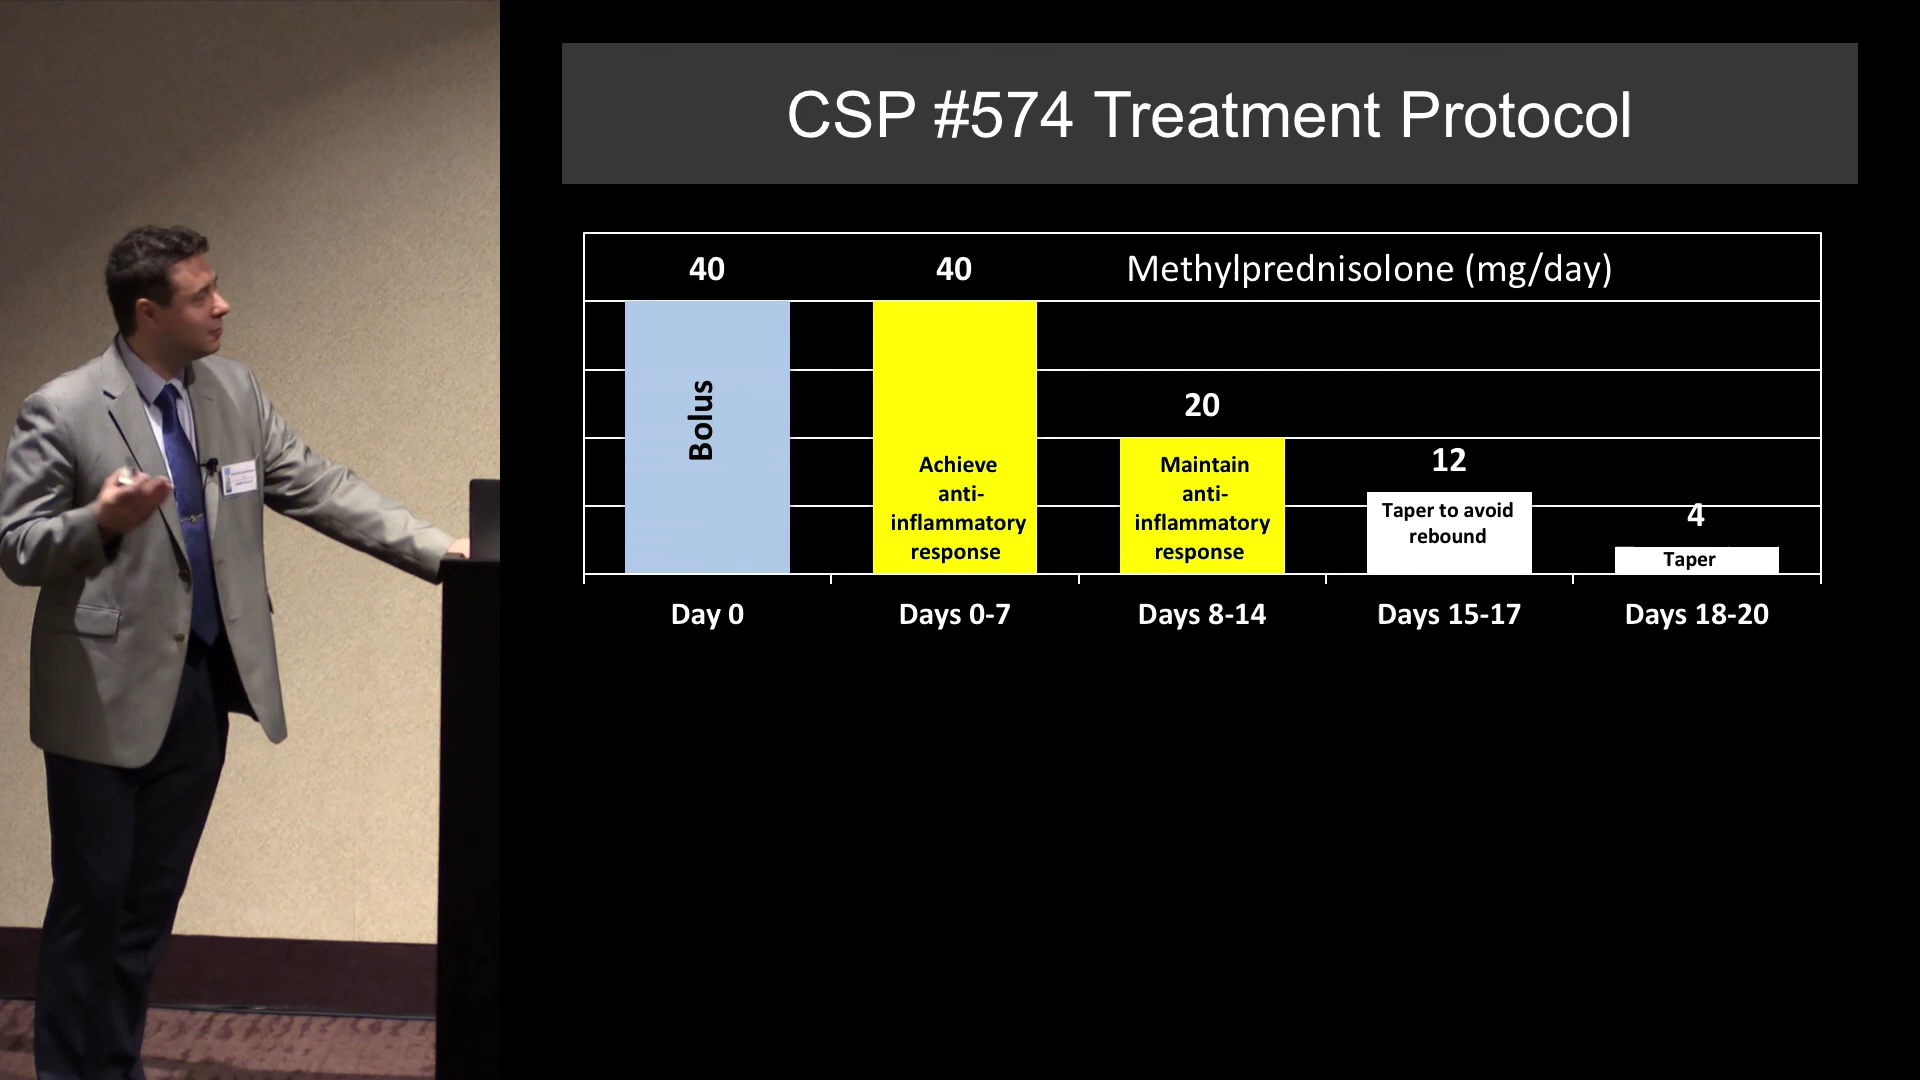 CSP #574 Treatment Protocol
40
40
Methylprednisolone (mg/day)
20
12
4
Bolus
Achieve
anti-
inflammatory
response
Maintain
anti-
inflammatory
response
Taper to avoid
rebound
Taper
Day 0
Days 0-7
Days 8-14
Days 15-17
Days 18-20